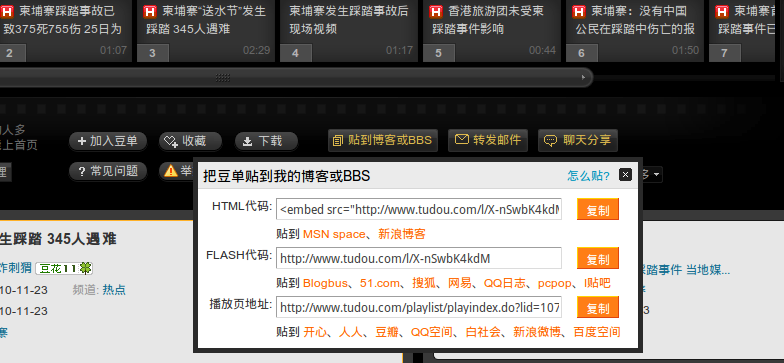 柬埔寨踩踏事故已
致375死755伤 25日为
2 01:07
柬埔寨“送水节”发生
踩踏 345人遇难
3 02:29
柬埔寨发生踩踏事故后
现场视频
4 01:17
香港旅游团未受柬
踩踏事件影响
5 00:44
柬埔寨：没有中国
公民在踩踏中伤亡的报
6 01:50
柬埔寨首
踩踏事件已
7
人多
上首页
+ 加入豆单
收藏
下载
贴到博客或BBS
转发邮件
聊天分享
? 常见问题
举
多
把豆单贴到我的博客或BBS
怎么贴?
HTML代码: <embed src="http://www.tudou.com/l/X-nSwbK4kdM 复制
贴到 MSN space、新浪博客
FLASH代码: http://www.tudou.com/l/X-nSwbK4kdM 复制
贴到 Blogbus、51.com、搜狐、网易、QQ日志、pcpop、I贴吧
播放页地址: http://www.tudou.com/playlist/playindex.do?lid=107 复制
贴到 开心、人人、豆瓣、QQ空间、白社会、新浪微博、百度空间
生踩踏 345人遇难
炸刺猬 豆花11
10-11-23 频道: 热点
寨
踩踏事件 当地媒...
3